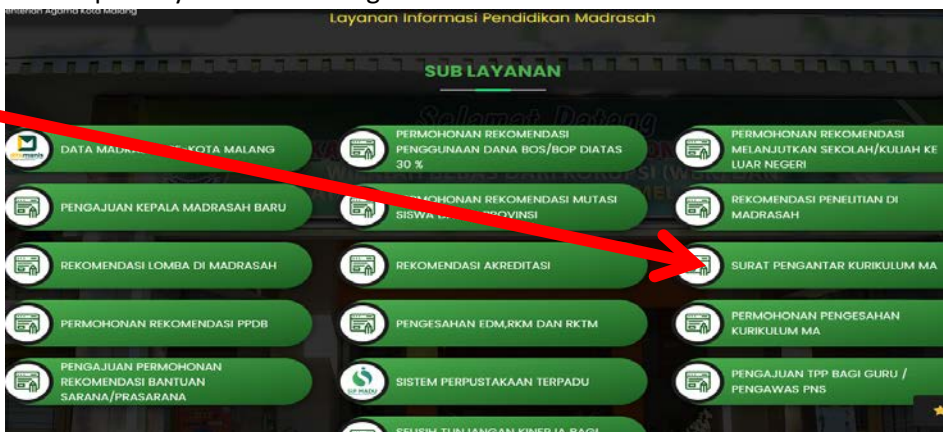 Agama Kota Malang
Layanan Informasi Pendidikan Madrasah
SUB LAYANAN
Selamat Datang
DATA KOTA MALANG
PERMOHONAN REKOMENDASI
PENGGUNAAN DANA BOS/BOP DIATAS
30 %
PERMOHONAN REKOMENDASI
MELANJUTKAN SEKOLAH/KULIAH KE
LUAR NEGERI
PENGAJUAN KEPALA MADRASAH BARU
REKOMENDASI MUTASI
SISWA
REKOMENDASI PENELITIAN DI
MADRASAH
REKOMENDASI LOMBA DI MADRASAH
REKOMENDASI AKREDITASI
SURAT PENGANTAR KURIKULUM MA
PERMOHONAN REKOMENDASI PPDB
PENGESAHAN EDM,RKM DAN RKTM
PERMOHONAN PENGESAHAN
KURIKULUM MA
PENGAJUAN PERMOHONAN
REKOMENDASI BANTUAN
SARANA/PRASARANA
SISTEM PERPUSTAKAAN TERPADU
PENGAJUAN TPP BAGI GURU /
PENGAWAS PNS